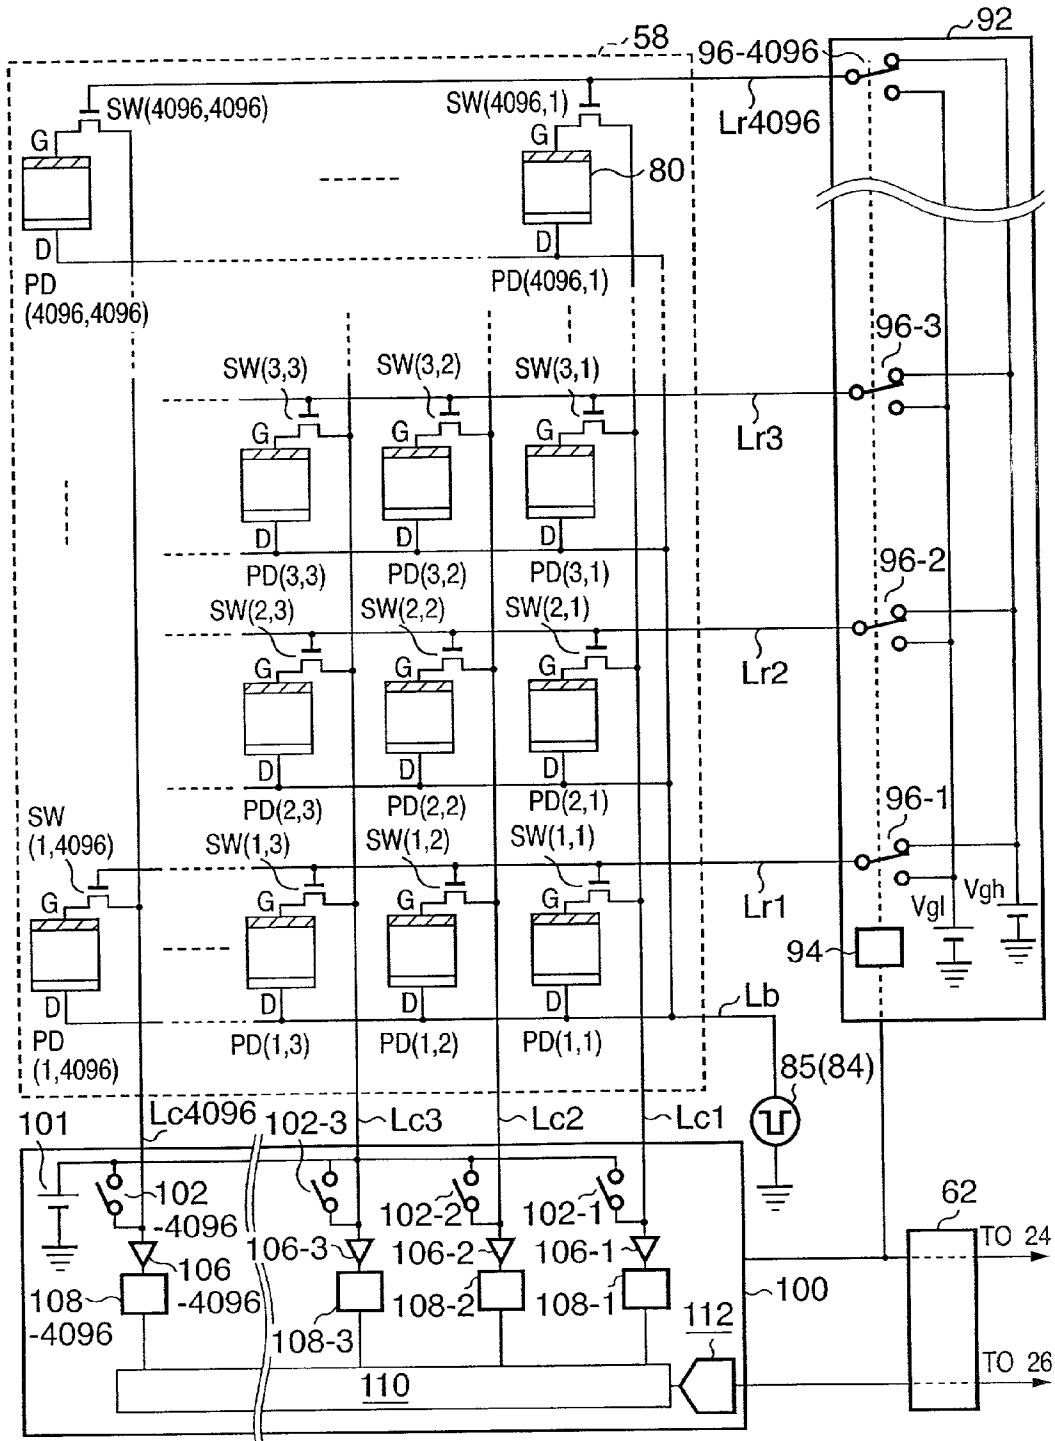 58
92
96-4096
SW(4096,4096)
SW(4096,1)
Lr4096
G
G
80
D
D
PD
(4096,4096)
PD(4096,1)
96-3
SW(3,3)
SW(3,2)
SW(3,1)
Lr3
G
G
G
D
D
D
PD(3,3)
PD(3,2)
PD(3,1)
96-2
SW(2,3)
SW(2,2)
SW(2,1)
Lr2
G
G
G
D
D
D
PD(2,3)
PD(2,2)
PD(2,1)
96-1
SW
(1,4096)
SW(1,3)
SW(1,2)
SW(1,1)
Lr1
Vgl
Vgh
G
G
G
G
94
D
D
D
D
Lb
PD
(1,4096)
PD(1,3)
PD(1,2)
PD(1,1)
85(84)
101
Lc4096
102-3
Lc3
Lc2
Lc1
102
-4096
102-2
102-1
62
TO 24
106
-4096
106-3
106-2
106-1
108
-4096
108-3
108-2
108-1
100
112
110
TO 26